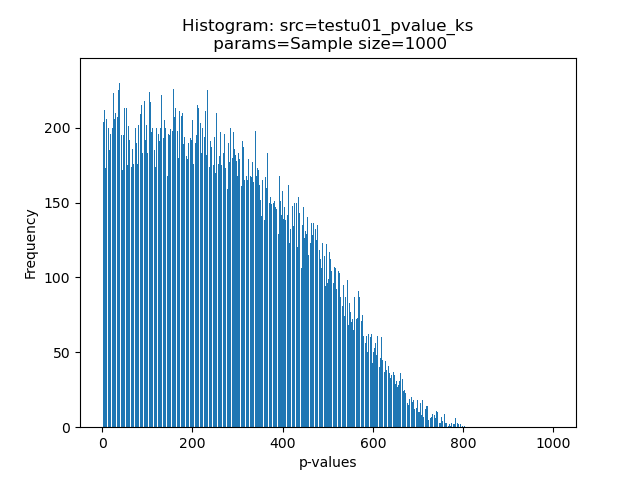 Histogram: src=testu01_pvalue_ks
params=Sample size=1000
200
150
100
50
0
Frequency
0 200 400 600 800 1000
p-values